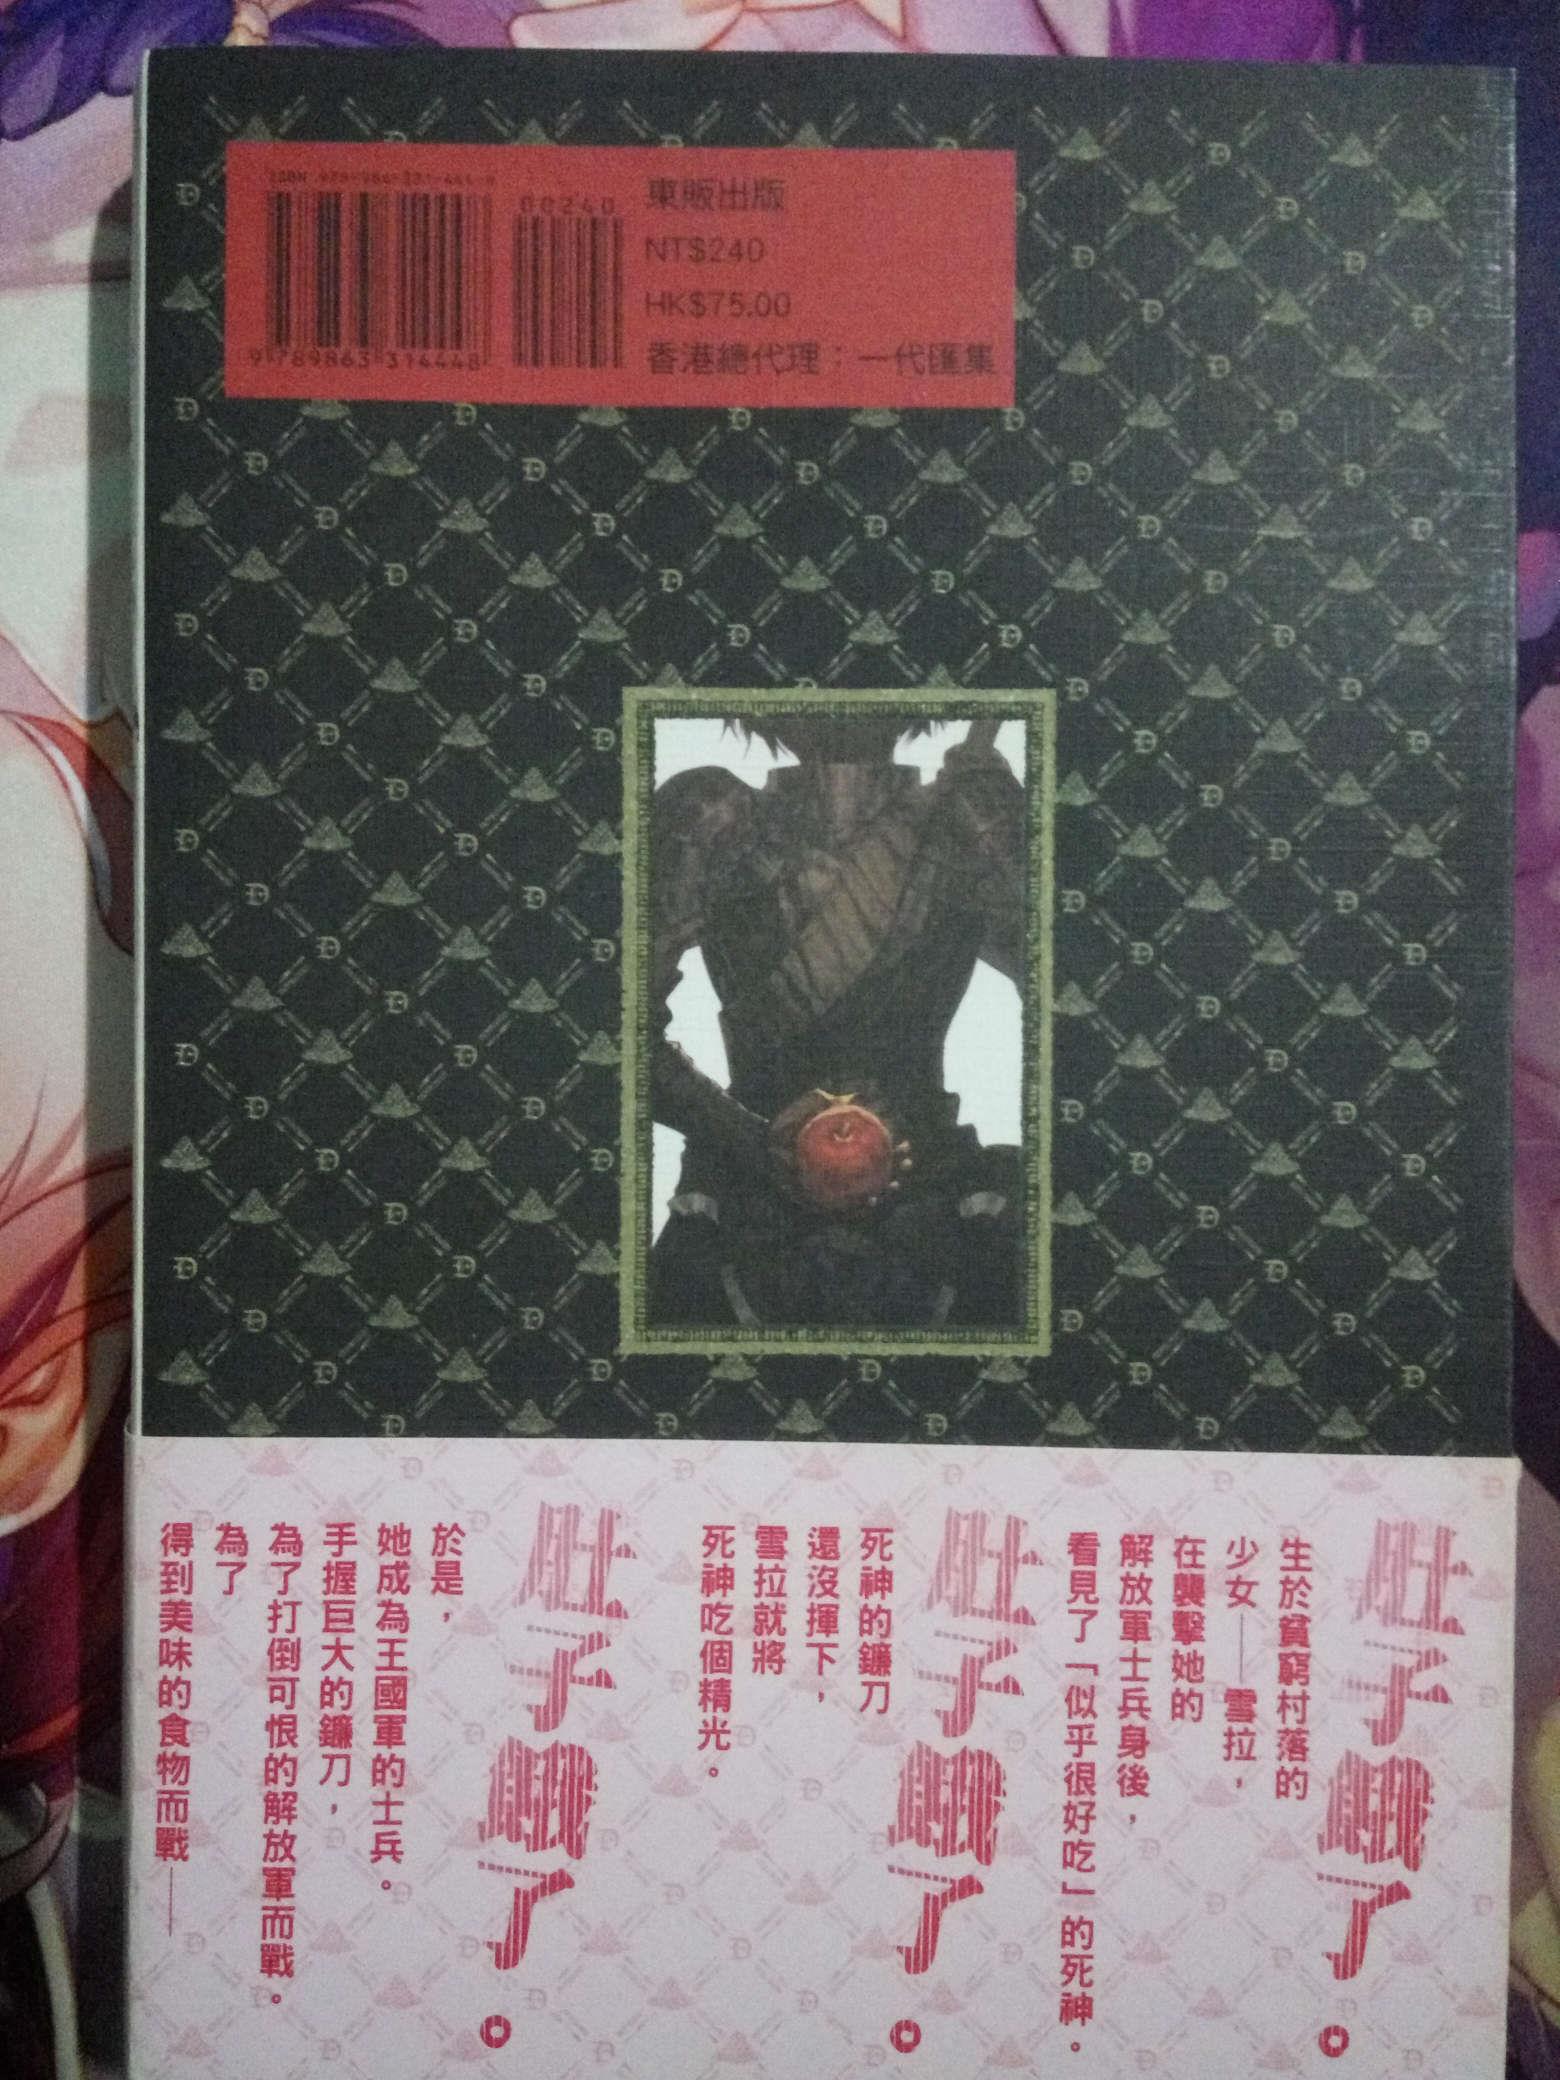 00240
9 789863 314448
東販出版
NT$240
HK$75.00
香港總代理：一代匯集
肚子餓了。
生於貧窮村落的
少女——雪拉，
在襲擊她的
解放軍士兵身後，
看見了「似乎很好吃」的死神。
肚子餓了。
死神的鐮刀
還沒揮下，
雪拉就將
死神吃個精光。
肚子餓了。
於是，
她成為王國軍的士兵。
手握巨大的鐮刀，
為了打倒可恨的解放軍而戰。
為了
得到美味的食物而戰——